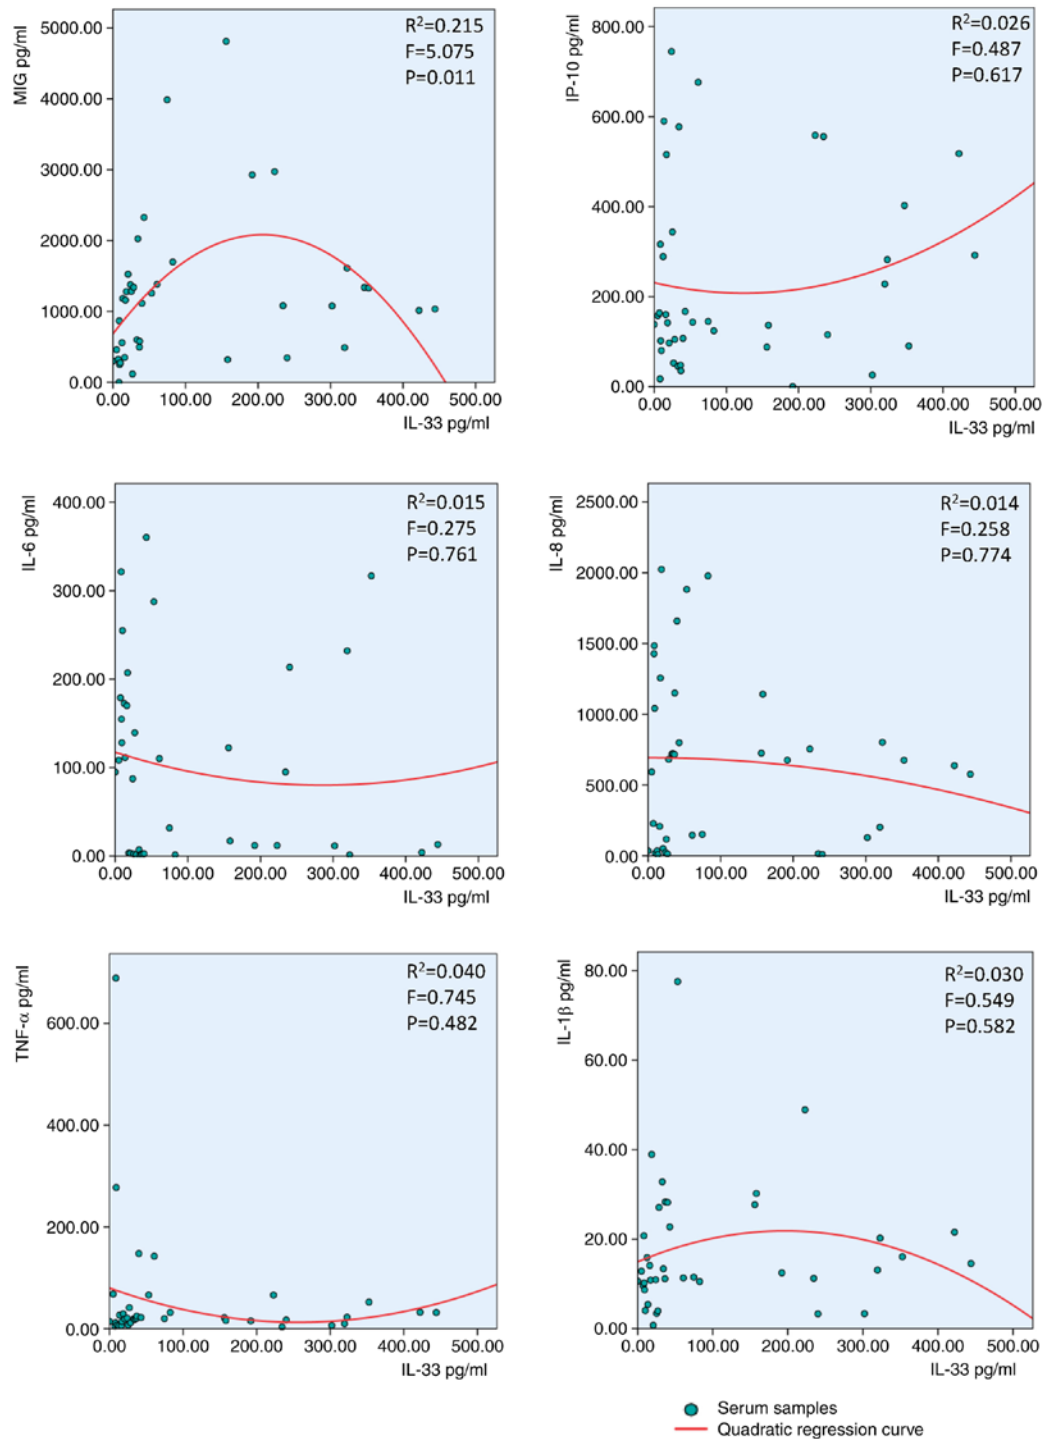 MIG pg/ml
5000.00
4000.00
3000.00
2000.00
1000.00
0.00
R²=0.215
F=5.075
P=0.011
0.00 100.00 200.00 300.00 400.00 500.00
IL-33 pg/ml
IP-10 pg/ml
800.00
600.00
400.00
200.00
0.00
R²=0.026
F=0.487
P=0.617
0.00 100.00 200.00 300.00 400.00 500.00
IL-33 pg/ml
IL-6 pg/ml
400.00
300.00
200.00
100.00
0.00
R²=0.015
F=0.275
P=0.761
0.00 100.00 200.00 300.00 400.00 500.00
IL-33 pg/ml
IL-8 pg/ml
2500.00
2000.00
1500.00
1000.00
500.00
0.00
R²=0.014
F=0.258
P=0.774
0.00 100.00 200.00 300.00 400.00 500.00
IL-33 pg/ml
TNF-α pg/ml
600.00
400.00
200.00
0.00
R²=0.040
F=0.745
P=0.482
0.00 100.00 200.00 300.00 400.00 500.00
IL-33 pg/ml
IL-1β pg/ml
80.00
60.00
40.00
20.00
0.00
R²=0.030
F=0.549
P=0.582
0.00 100.00 200.00 300.00 400.00 500.00
IL-33 pg/ml
Serum samples
Quadratic regression curve